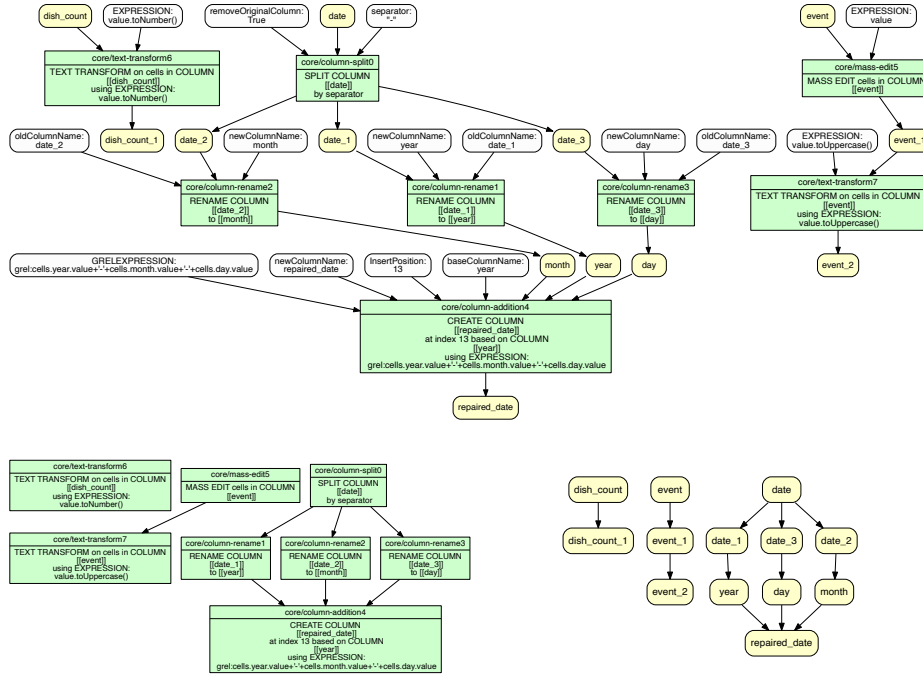 dish_count
EXPRESSION:
value.toNumber()
removeOriginalColumn:
True
date
separator:
"-"
event
EXPRESSION:
value
core/text-transform6
TEXT TRANSFORM on cells in COLUMN
[[dish_count]]
using EXPRESSION:
value.toNumber()
core/column-split0
SPLIT COLUMN
[[date]]
by separator
core/mass-edit5
MASS EDIT cells in COLUMN
[[event]]
oldColumnName:
date_2
dish_count_1
date_2
newColumnName:
month
date_1
newColumnName:
year
oldColumnName:
date_1
date_3
newColumnName:
day
oldColumnName:
date_3
EXPRESSION:
value.toUppercase()
event_1
core/column-rename2
RENAME COLUMN
[[date_2]]
to [[month]]
core/column-rename1
RENAME COLUMN
[[date_1]]
to [[year]]
core/column-rename3
RENAME COLUMN
[[date_3]]
to [[day]]
core/text-transform7
TEXT TRANSFORM on cells in COLUMN
[[event]]
using EXPRESSION:
value.toUppercase()
GRELEXPRESSION:
grel:cells.year.value+'-'+cells.month.value+'-'+cells.day.value
newColumnName:
repaired_date
InsertPosition:
13
baseColumnName:
year
month
year
day
event_2
core/column-addition4
CREATE COLUMN
[[repaired_date]]
at index 13 based on COLUMN
[[year]]
using EXPRESSION:
grel:cells.year.value+'-'+cells.month.value+'-'+cells.day.value
repaired_date
core/text-transform6
TEXT TRANSFORM on cells in COLUMN
[[dish_count]]
using EXPRESSION:
value.toNumber()
core/mass-edit5
MASS EDIT cells in COLUMN
[[event]]
core/column-split0
SPLIT COLUMN
[[date]]
by separator
core/text-transform7
TEXT TRANSFORM on cells in COLUMN
[[event]]
using EXPRESSION:
value.toUppercase()
core/column-rename1
RENAME COLUMN
[[date_1]]
to [[year]]
core/column-rename2
RENAME COLUMN
[[date_2]]
to [[month]]
core/column-rename3
RENAME COLUMN
[[date_3]]
to [[day]]
core/column-addition4
CREATE COLUMN
[[repaired_date]]
at index 13 based on COLUMN
[[year]]
using EXPRESSION:
grel:cells.year.value+'-'+cells.month.value+'-'+cells.day.value
dish_count
event
date
dish_count_1
event_1
date_1
date_3
date_2
event_2
year
day
month
repaired_date